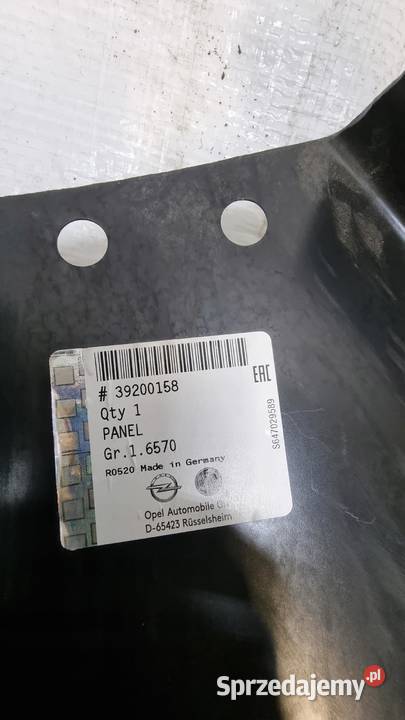 # 39200158
Qty 1
PANEL
Gr.1.6570
R0520 Made in Germany
Opel Automobile
D-65423 Rüsselsheim
EAC
S647029589
Sprzedajemy.pl